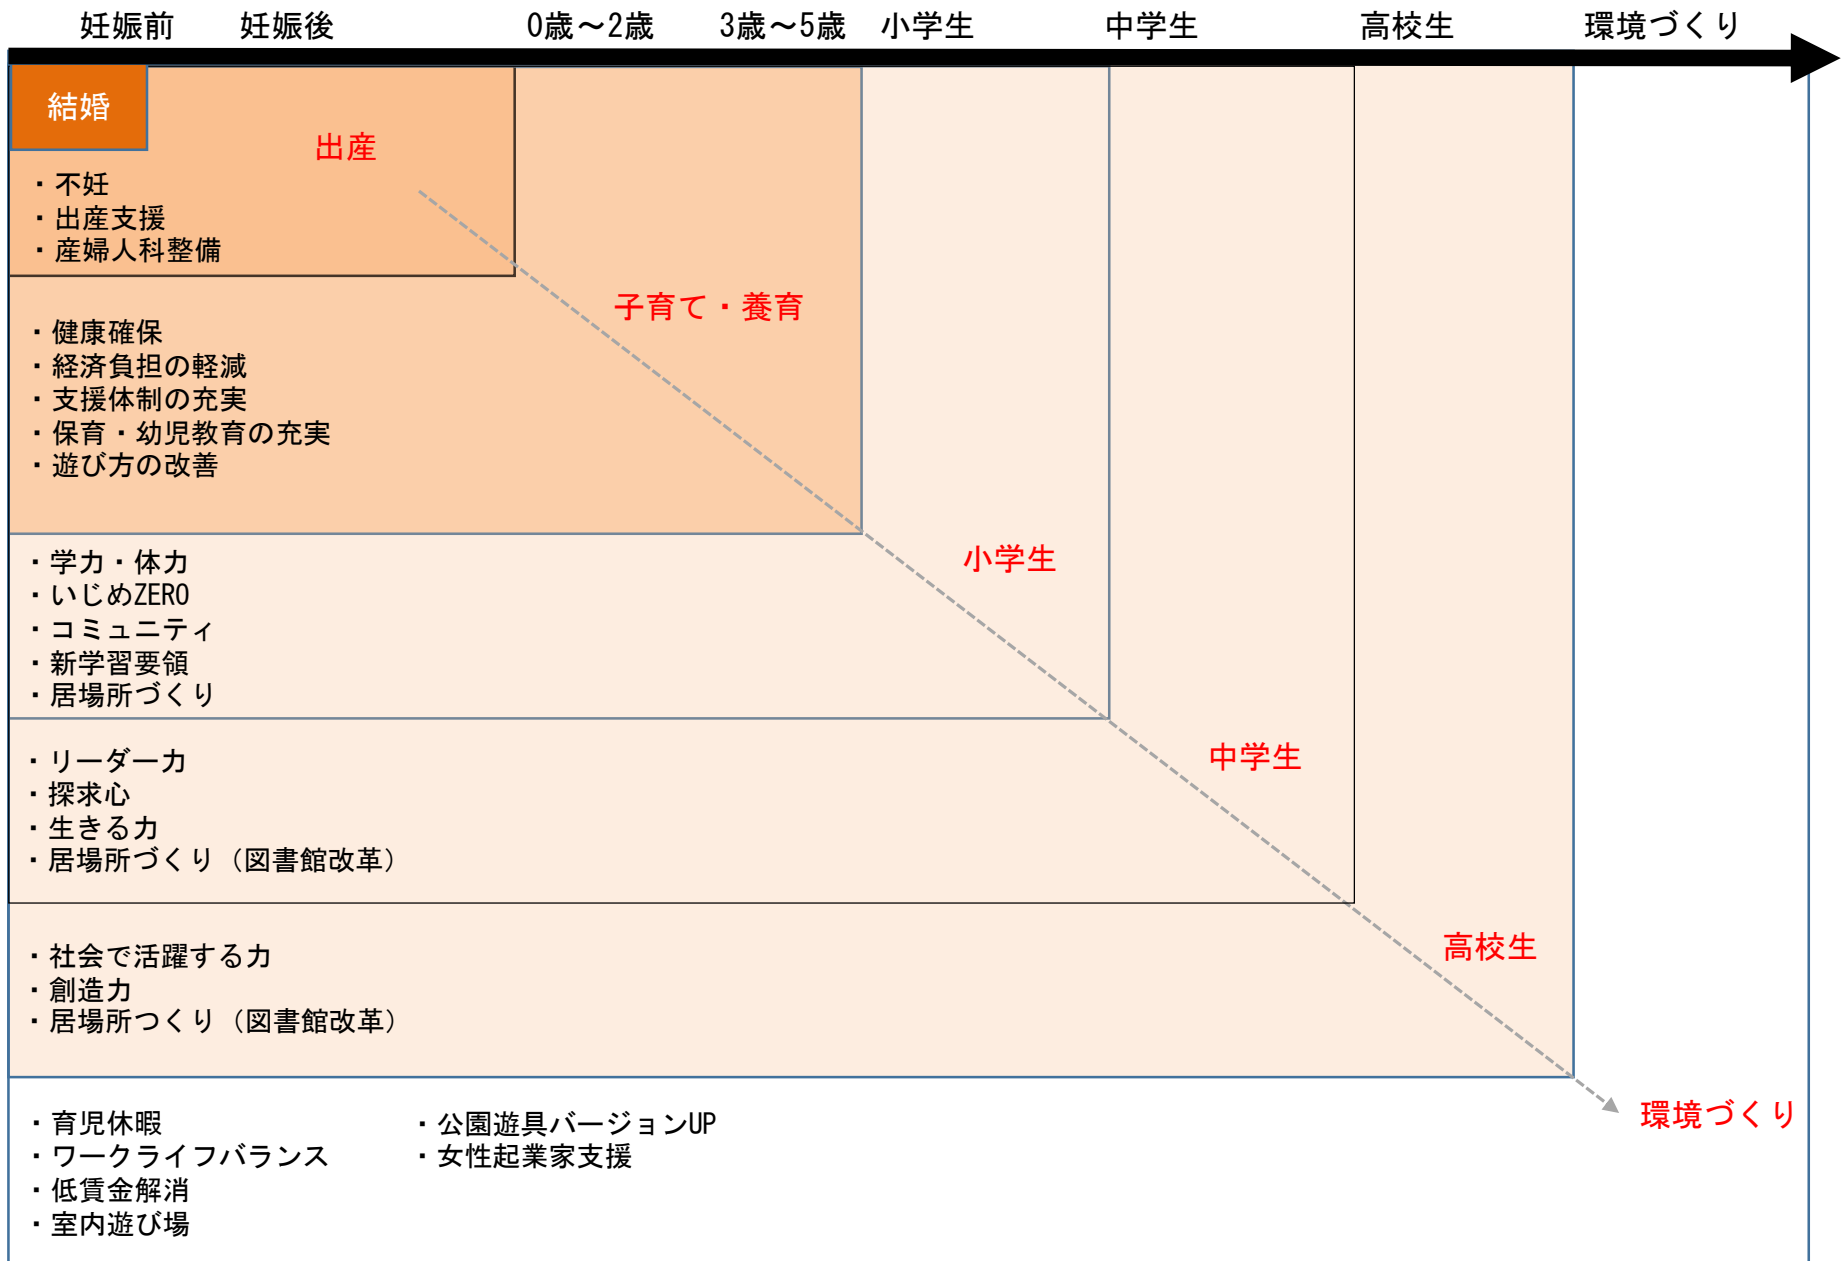 妊娠前 妊娠後 0歳～2歳 3歳～5歳 小学生 中学生 高校生 環境づくり
結婚
出産
・不妊
・出産支援
・産婦人科整備
子育て・養育
・健康確保
・経済負担の軽減
・支援体制の充実
・保育・幼児教育の充実
・遊び方の改善
小学生
・学力・体力
・いじめZERO
・コミュニティ
・新学習要領
・居場所づくり
中学生
・リーダー力
・探求心
・生きる力
・居場所づくり（図書館改革）
高校生
・社会で活躍する力
・創造力
・居場所つくり（図書館改革）
環境づくり
・育児休暇
・ワークライフバランス
・低賃金解消
・室内遊び場
・公園遊具バージョンUP
・女性起業家支援